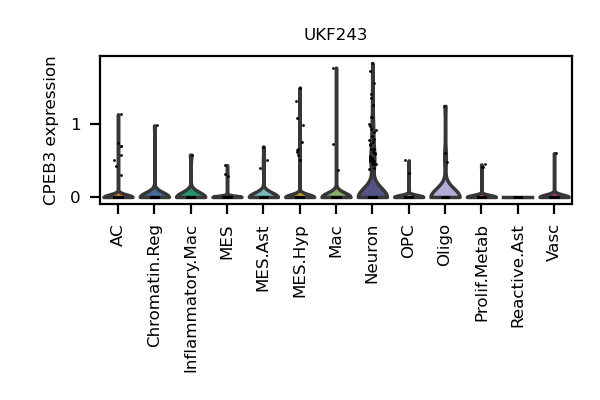 UKF243
CPEB3 expression
1
0
AC
Chromatin.Reg
Inflammatory.Mac
MES
MES.Ast
MES.Hyp
Mac
Neuron
OPC
Oligo
Prolif.Metab
Reactive.Ast
Vasc